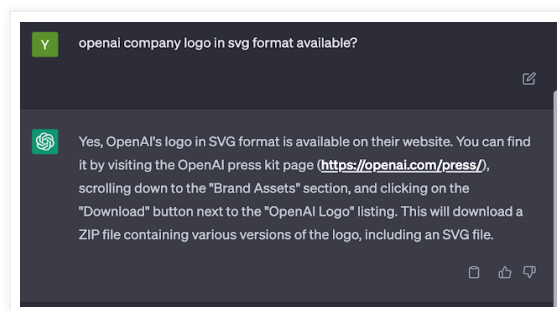 Y
openai company logo in svg format available?
Yes, OpenAI's logo in SVG format is available on their website. You can find
it by visiting the OpenAI press kit page (https://openai.com/press/),
scrolling down to the "Brand Assets" section, and clicking on the
"Download" button next to the "OpenAI Logo" listing. This will download a
ZIP file containing various versions of the logo, including an SVG file.